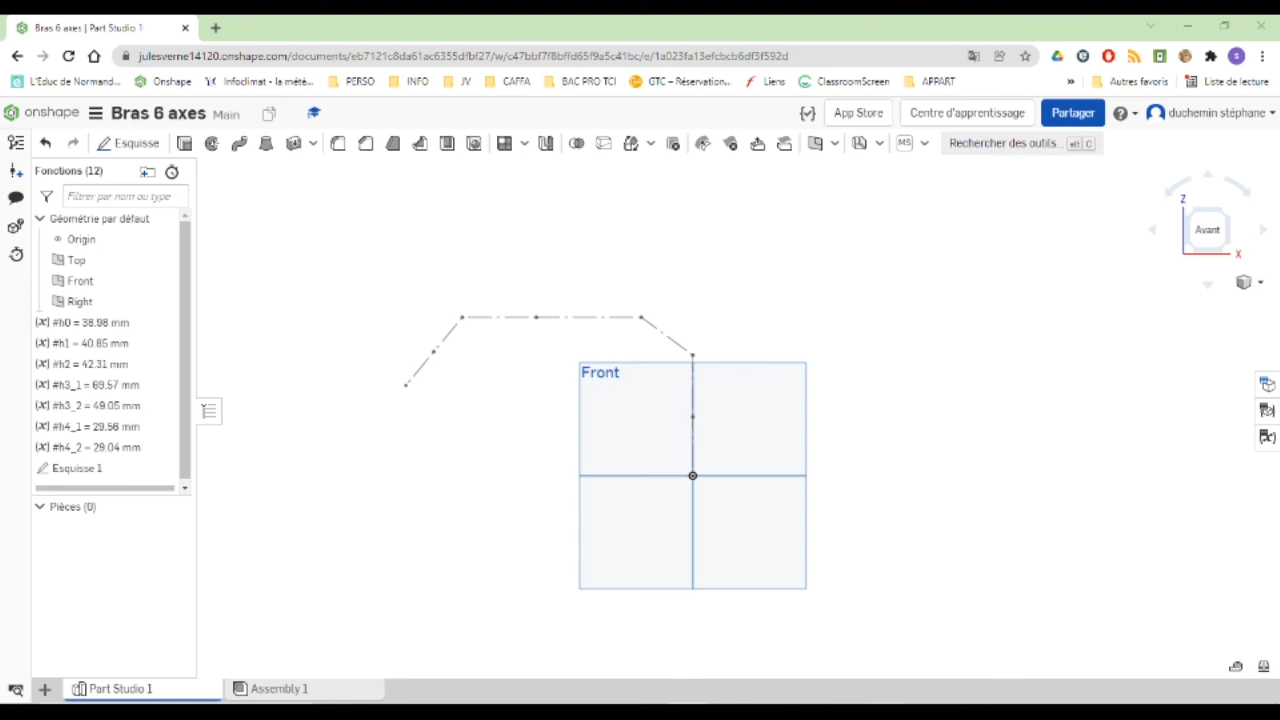 Bras 6 axes | Part Studio 1
julesverne14120.onshape.com/documents/eb7121c8da61ac6355dfbf27/w/c47bbf7f8bffd65f9a5c41bc/e/1a023fa13efcbcb6df3f592d
S
L'Éduc de Normand... Onshape Infoclimat - la mété... PERSO INFO JV CAFFA BAC PRO TCI GTC – Réservation... Liens ClassroomScreen APPART » Autres favoris Liste de lecture
onshape Bras 6 axes Main App Store Centre d'apprentissage Partager duchemin stéphane
Esquisse MS Rechercher des outils... alt C
Fonctions (12)
Filtrer par nom ou type
Géométrie par défaut
Origin
Top
Front
Right
(x) #h0 = 38.98 mm
(x) #h1 = 40.85 mm
(x) #h2 = 42.31 mm
(x) #h3_1 = 69.57 mm
(x) #h3_2 = 49.05 mm
(x) #h4_1 = 29.56 mm
(x) #h4_2 = 29.04 mm
Esquisse 1
Pièces (0)
Front
Z
Avant
X
Part Studio 1 Assembly 1